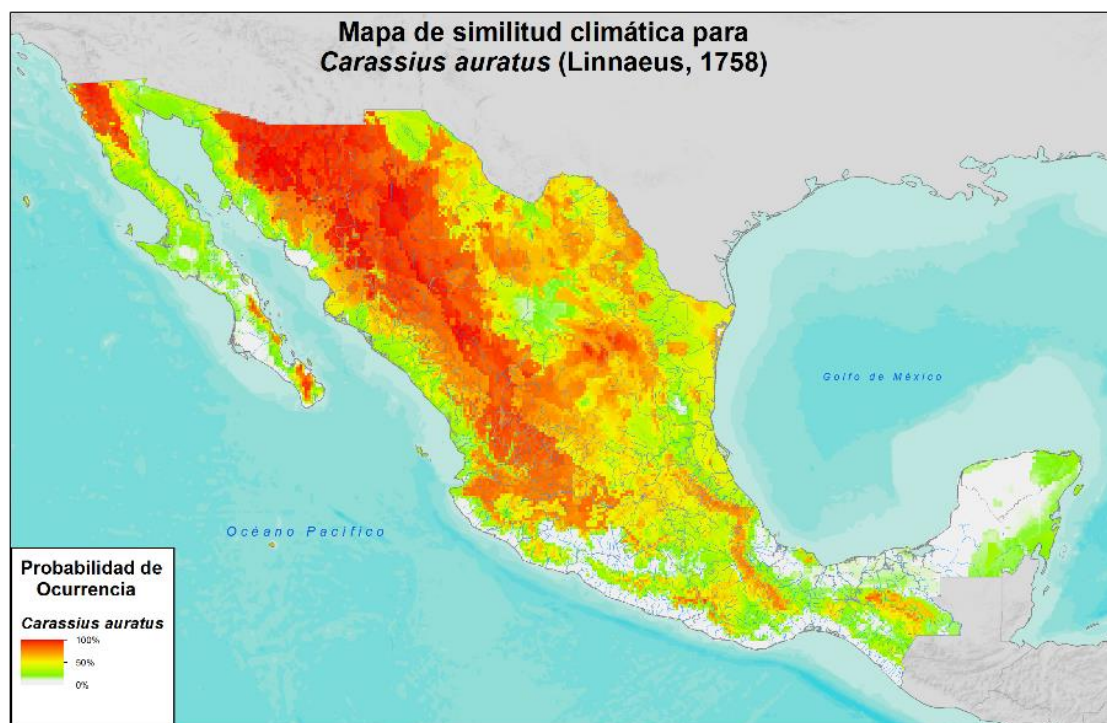 Mapa de similitud climática para
Carassius auratus (Linnaeus, 1758)
Golfo de México
Océano Pacífico
Probabilidad de
Ocurrencia
Carassius auratus
100%
50%
0%